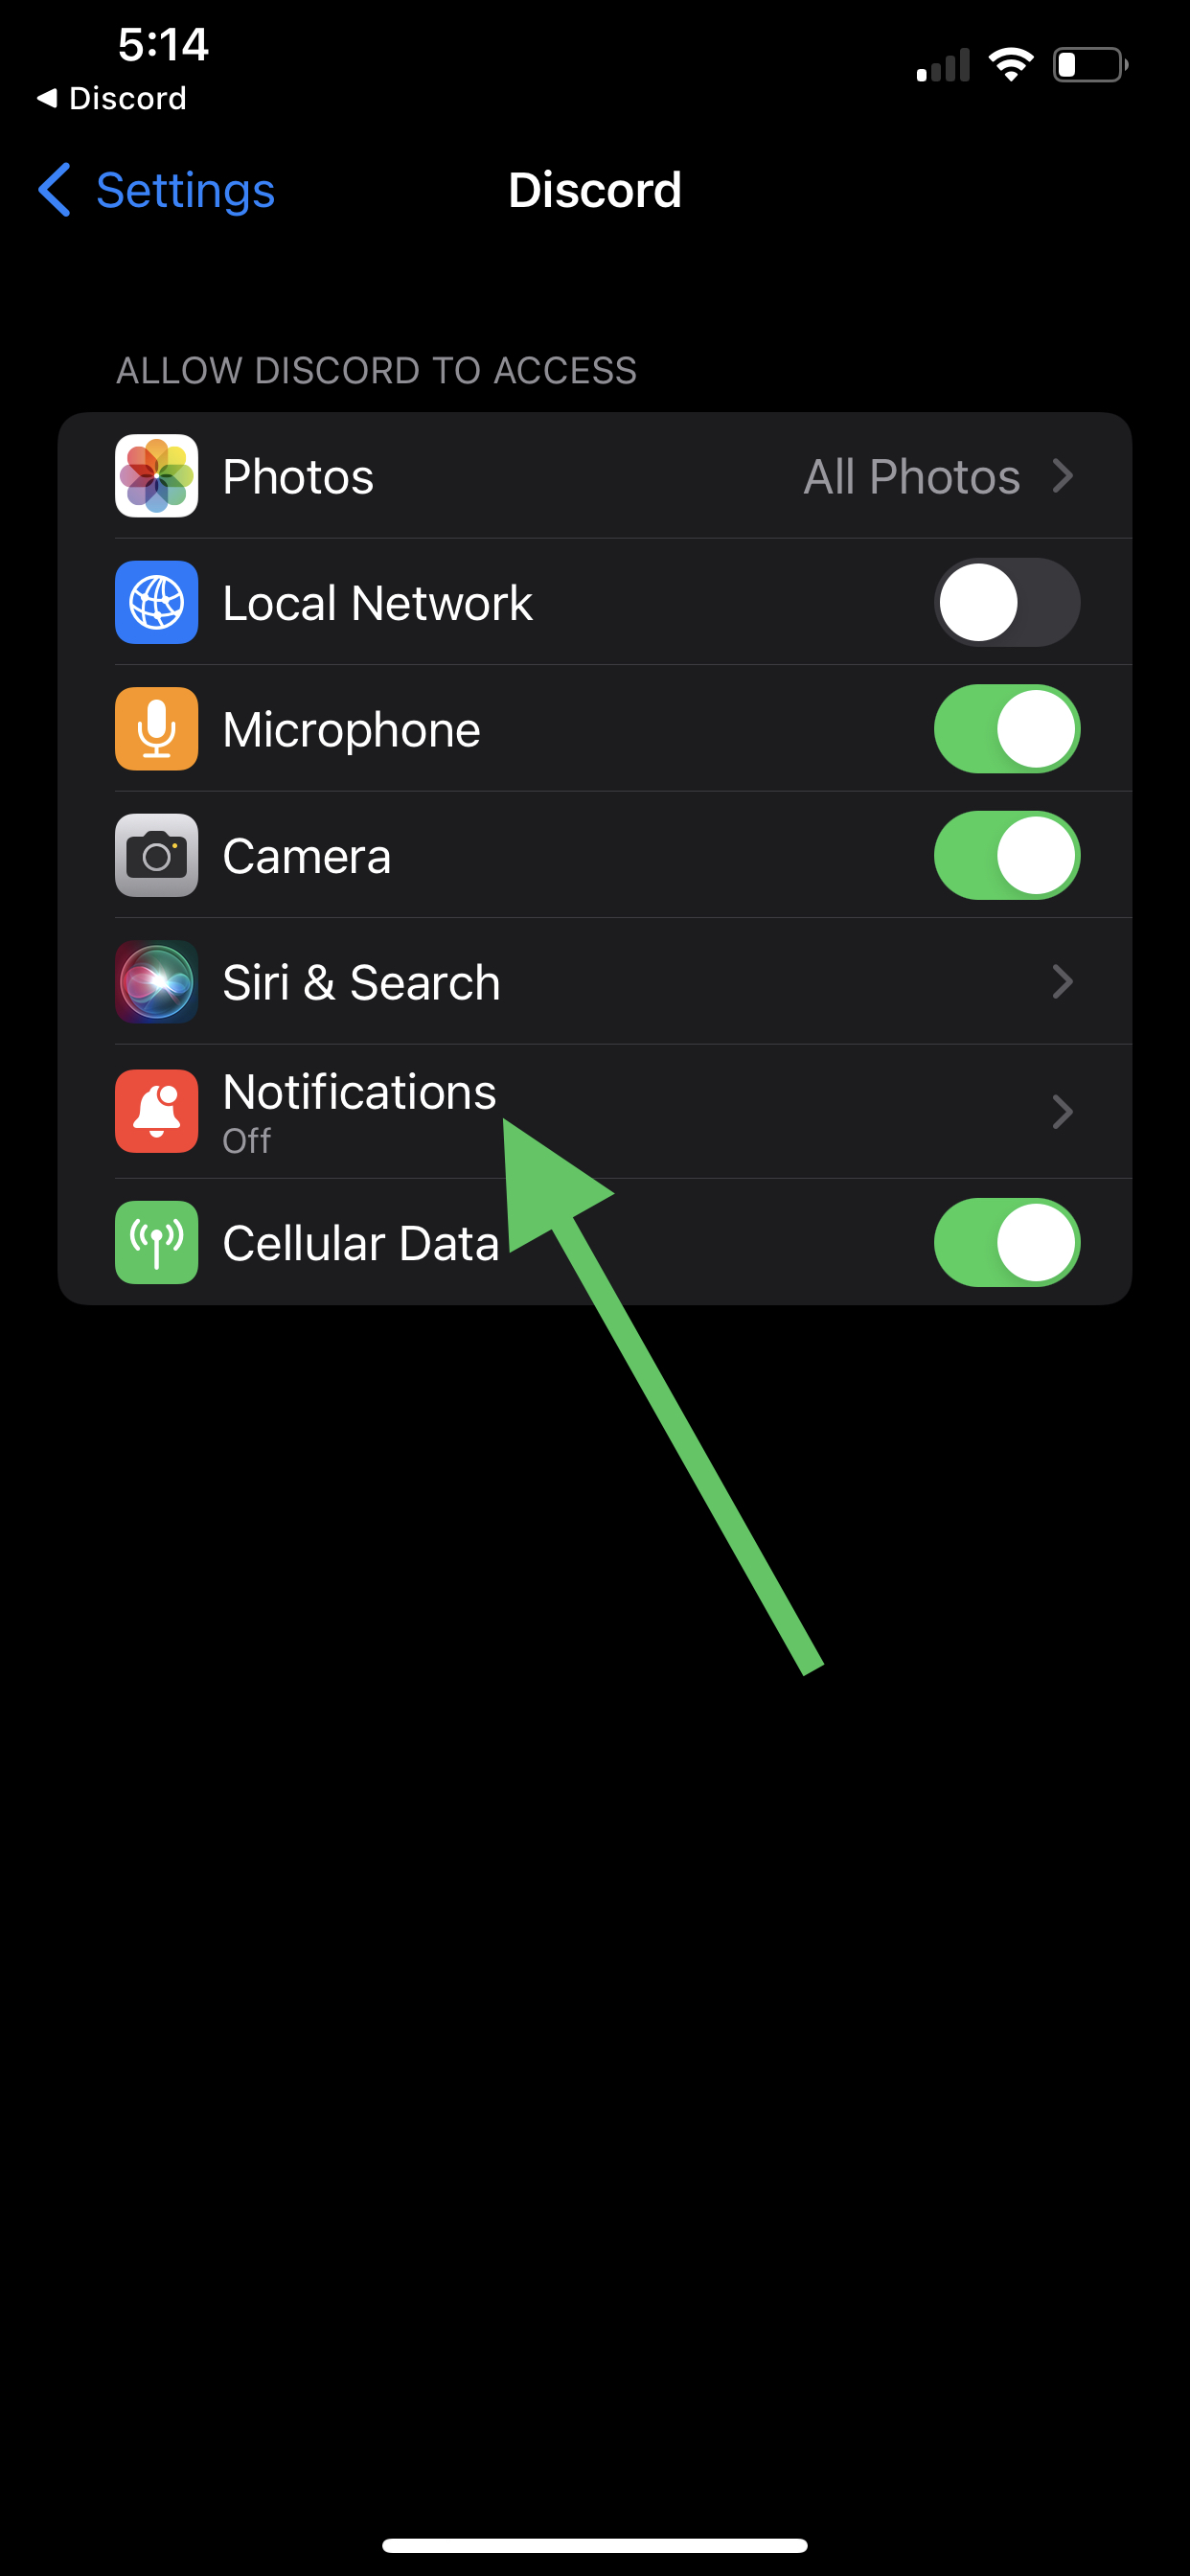 5:14
Discord
Settings
Discord
ALLOW DISCORD TO ACCESS
Photos
All Photos
Local Network
Microphone
Camera
Siri & Search
Notifications
Off
Cellular Data